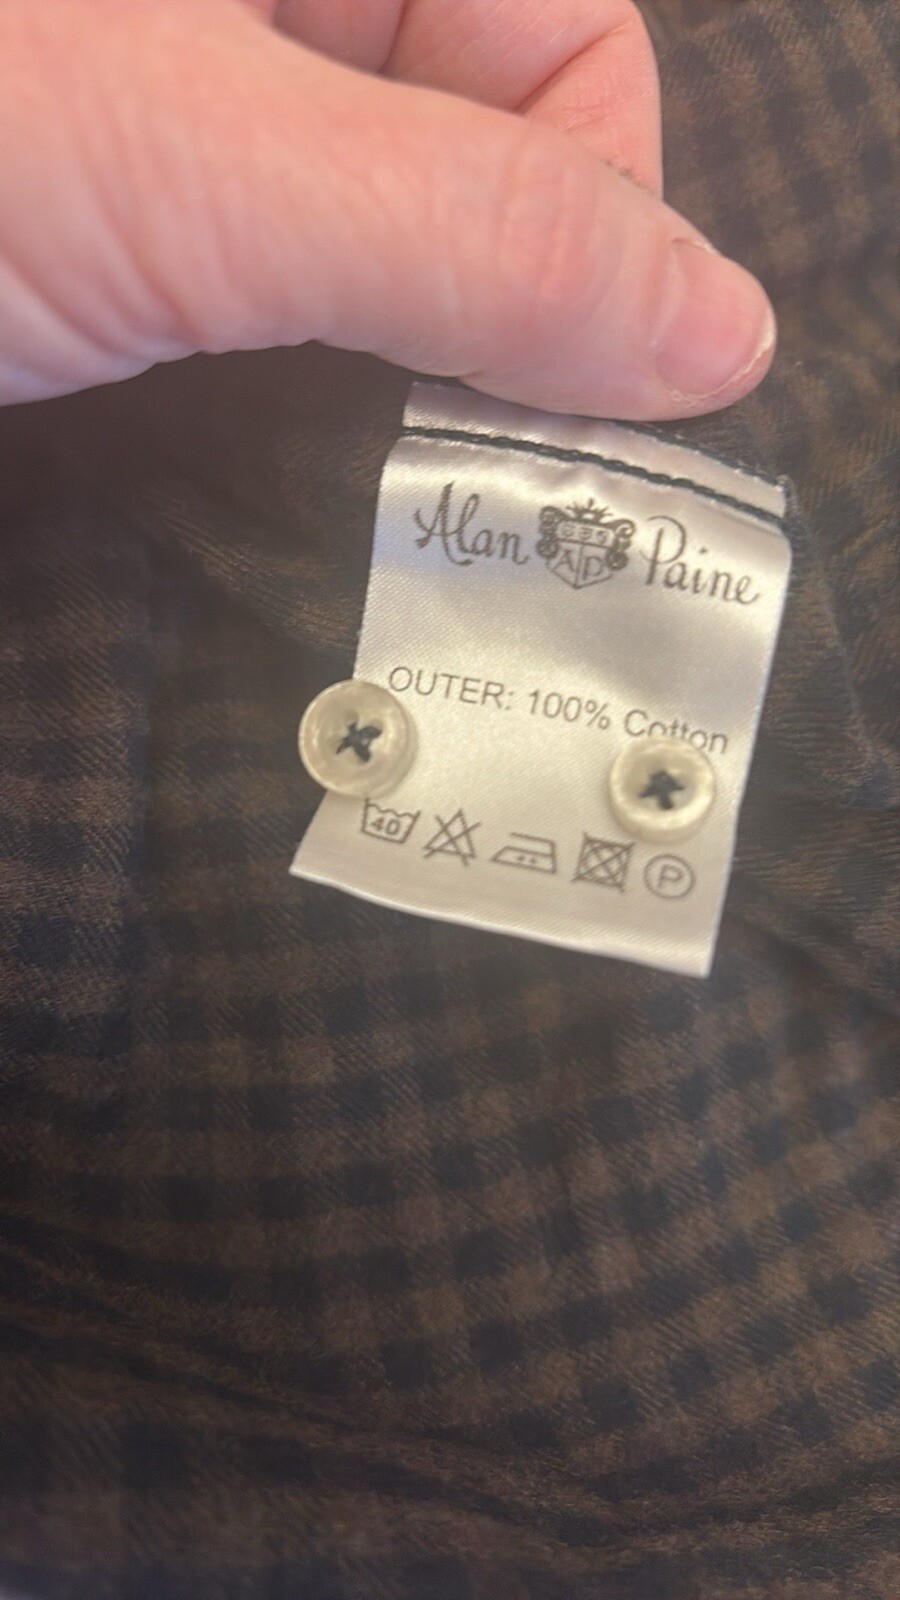 Alan AP Paine
OUTER: 100% Cotton
40 P